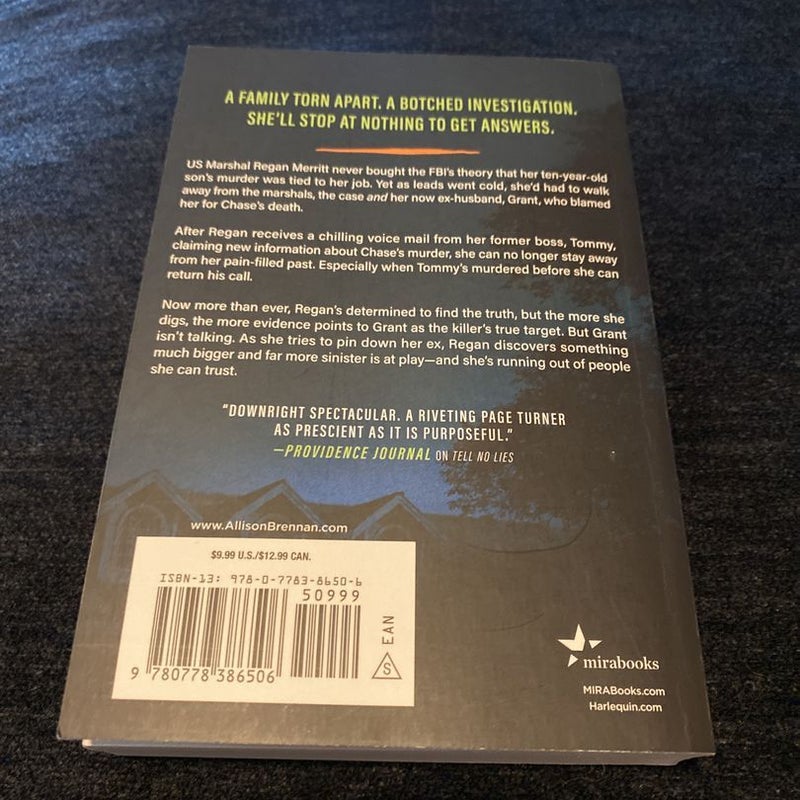 A FAMILY TORN APART. A BOTCHED INVESTIGATION.
SHE'LL STOP AT NOTHING TO GET ANSWERS.
US Marshal Regan Merritt never bought the FBI's theory that her ten-year-old
son's murder was tied to her job. Yet as leads went cold, she'd had to walk
away from the marshals, the case and her now ex-husband, Grant, who blamed
her for Chase's death.
After Regan receives a chilling voice mail from her former boss, Tommy,
claiming new information about Chase's murder, she can no longer stay away
from her pain-filled past. Especially when Tommy's murdered before she can
return his call.
Now more than ever, Regan's determined to find the truth, but the more she
digs, the more evidence points to Grant as the killer's true target. But Grant
isn't talking. As she tries to pin down her ex, Regan discovers something
much bigger and far more sinister is at play—and she's running out of people
she can trust.
"DOWNRIGHT SPECTACULAR. A RIVETING PAGE TURNER
AS PRESCIENT AS IT IS PURPOSEFUL."
—PROVIDENCE JOURNAL ON TELL NO LIES
www.AllisonBrennan.com
$9.99 U.S./$12.99 CAN.
ISBN-13: 978-0-7783-8650-6
50999
9 780778 386506
S EAN
mirabooks
MIRABooks.com
Harlequin.com